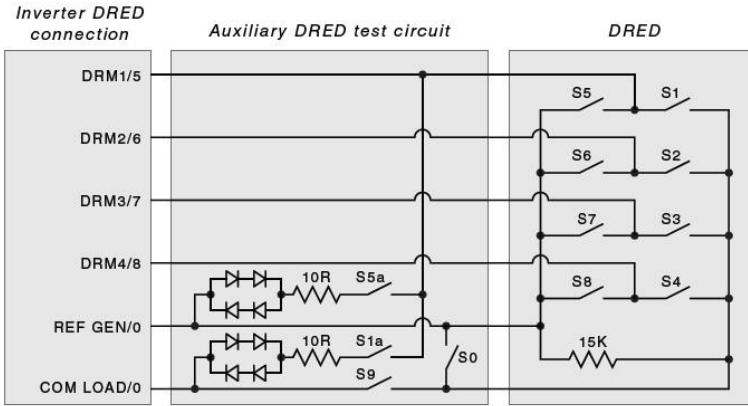 Inverter DRED
connection
Auxiliary DRED test circuit
DRED
DRM1/5
S5
S1
DRM2/6
S6
S2
DRM3/7
S7
S3
DRM4/8
10R
S5a
S8
S4
REF GEN/0
10R
S1a
S0
15K
S9
COM LOAD/0